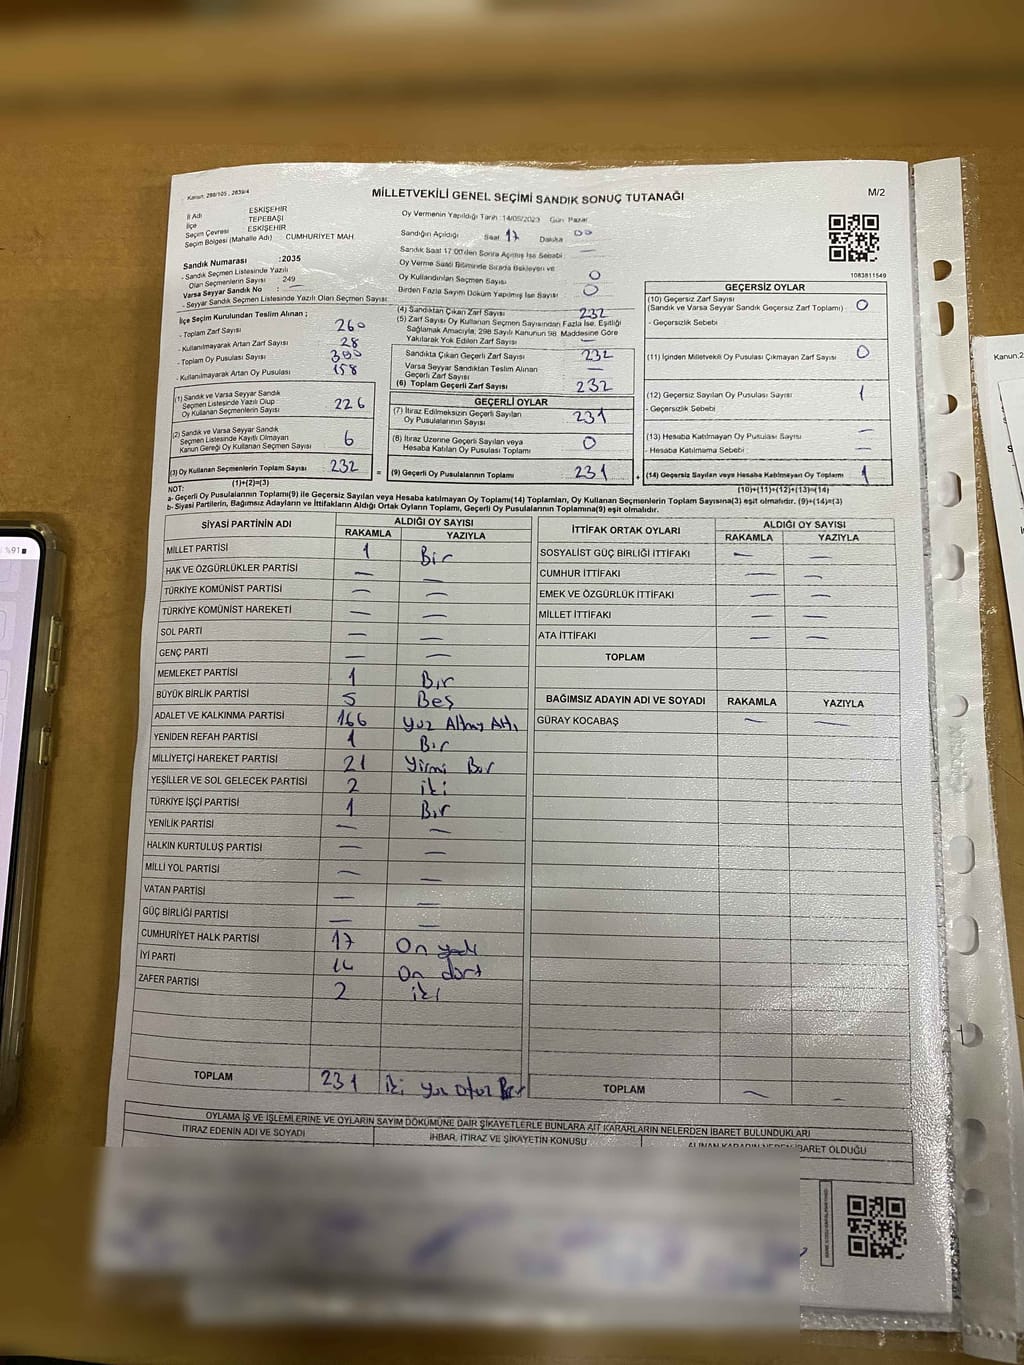 Kanun: 298/105 , 2839/4
MİLLETVEKİLİ GENEL SEÇİMİ SANDIK SONUÇ TUTANAĞI
M/2
İl Adı ESKİŞEHİR
İlçe TEPEBAŞI
Seçim Çevresi ESKİŞEHİR
Seçim Bölgesi (Mahalle Adı) CUMHURİYET MAH.
Sandık Numarası :2035
- Sandık Seçmen Listesinde Yazılı
Olan Seçmenlerin Sayısı : 249
Varsa Seyyar Sandık No : —
- Seyyar Sandık Seçmen Listesinde Yazılı Olan Seçmen Sayısı:
Oy Vermenin Yapıldığı Tarih :14/05/2023 Gün Pazar
Sandığın Açıldığı Saat 17 Dakika 00
Sandık Saat 17:00'den Sonra Açılmış İse Sebebi : —
Oy Verme Saati Bitiminde Sırada Bekleyen ve
Oy Kullandırılan Seçmen Sayısı : 0
Birden Fazla Sayım Döküm Yapılmış İse Sayısı : 0
1083811549
İlçe Seçim Kurulundan Teslim Alınan ;
- Toplam Zarf Sayısı : 260
- Kullanılmayarak Artan Zarf Sayısı : 28
- Toplam Oy Pusulası Sayısı :
- Kullanılmayarak Artan Oy Pusulası : 158
(1) Sandık ve Varsa Seyyar Sandık
Seçmen Listesinde Yazılı Olup
Oy Kullanan Seçmenlerin Sayısı : 226
(2) Sandık ve Varsa Seyyar Sandık
Seçmen Listesinde Kayıtlı Olmayan
Kanun Gereği Oy Kullanan Seçmen Sayısı : 6
(3) Oy Kullanan Seçmenlerin Toplam Sayısı : 232
(1)+(2)=(3)
(4) Sandıktan Çıkan Zarf Sayısı : 232
(5) Zarf Sayısı Oy Kullanan Seçmen Sayısından Fazla İse, Eşitliği
Sağlamak Amacıyla, 298 Sayılı Kanunun 98. Maddesine Göre
Yakılarak Yok Edilen Zarf Sayısı : —
Sandıkta Çıkan Geçerli Zarf Sayısı : 232
Varsa Seyyar Sandıktan Teslim Alınan
Geçerli Zarf Sayısı : —
(6) Toplam Geçerli Zarf Sayısı : 232
GEÇERLİ OYLAR
(7) İtiraz Edilmeksizin Geçerli Sayılan
Oy Pusulalarının Sayısı : 231
(8) İtiraz Üzerine Geçerli Sayılan veya
Hesaba Katılan Oy Pusulası Toplamı : 0
= (9) Geçerli Oy Pusulalarının Toplamı : 231
GEÇERSİZ OYLAR
(10) Geçersiz Zarf Sayısı
(Sandık ve Varsa Seyyar Sandık Geçersiz Zarf Toplamı) : 0
- Geçersizlik Sebebi :
(11) İçinden Milletvekili Oy Pusulası Çıkmayan Zarf Sayısı : 0
(12) Geçersiz Sayılan Oy Pusulası Sayısı : 1
- Geçersizlik Sebebi :
(13) Hesaba Katılmayan Oy Pusulası Sayısı : —
- Hesaba Katılmama Sebebi : —
+ (14) Geçersiz Sayılan veya Hesaba Katılmayan Oy Toplamı : 1
(10)+(11)+(12)+(13)=(14)
NOT:
a- Geçerli Oy Pusulalarının Toplamı(9) ile Geçersiz Sayılan veya Hesaba katılmayan Oy Toplamı(14) Toplamları, Oy Kullanan Seçmenlerin Toplam Sayısına(3) eşit olmalıdır. (9)+(14)=(3)
b- Siyasi Partilerin, Bağımsız Adayların ve İttifakların Aldığı Ortak Oyların Toplamı, Geçerli Oy Pusulalarının Toplamına(9) eşit olmalıdır.
SİYASİ PARTİNİN ADI ALDIĞI OY SAYISI
RAKAMLA YAZIYLA
MİLLET PARTİSİ 1 Bir
HAK VE ÖZGÜRLÜKLER PARTİSİ — —
TÜRKİYE KOMÜNİST PARTİSİ — —
TÜRKİYE KOMÜNİST HAREKETİ — —
SOL PARTİ — —
GENÇ PARTİ — —
MEMLEKET PARTİSİ 1 Bir
BÜYÜK BİRLİK PARTİSİ 5 Beş
ADALET VE KALKINMA PARTİSİ 166 Yüz Altmış Altı
YENİDEN REFAH PARTİSİ 1 Bir
MİLLİYETÇİ HAREKET PARTİSİ 21 Yirmi Bir
YEŞİLLER VE SOL GELECEK PARTİSİ 2 iki
TÜRKİYE İŞÇİ PARTİSİ 1 Bir
YENİLİK PARTİSİ — —
HALKIN KURTULUŞ PARTİSİ — —
MİLLİ YOL PARTİSİ — —
VATAN PARTİSİ — —
GÜÇ BİRLİĞİ PARTİSİ — —
CUMHURİYET HALK PARTİSİ 17 On yedi
İYİ PARTİ 14 On dört
ZAFER PARTİSİ 2 iki
TOPLAM 231 iki yüz otuz Bir
İTTİFAK ORTAK OYLARI ALDIĞI OY SAYISI
RAKAMLA YAZIYLA
SOSYALİST GÜÇ BİRLİĞİ İTTİFAKI — —
CUMHUR İTTİFAKI — —
EMEK VE ÖZGÜRLÜK İTTİFAKI — —
MİLLET İTTİFAKI — —
ATA İTTİFAKI — —
TOPLAM
BAĞIMSIZ ADAYIN ADI VE SOYADI RAKAMLA YAZIYLA
GÜRAY KOCABAŞ — —
TOPLAM — —
OYLAMA İŞ VE İŞLEMLERİNE VE OYLARIN SAYIM DÖKÜMÜNE DAİR ŞİKAYETLERLE BUNLARA AİT KARARLARIN NELERDEN İBARET BULUNDUKLARI
İTİRAZ EDENİN ADI VE SOYADI İHBAR, İTİRAZ VE ŞİKAYETİN KONUSU ALINAN KARARIN NEDEN İBARET OLDUĞU
%91
Kanun,2